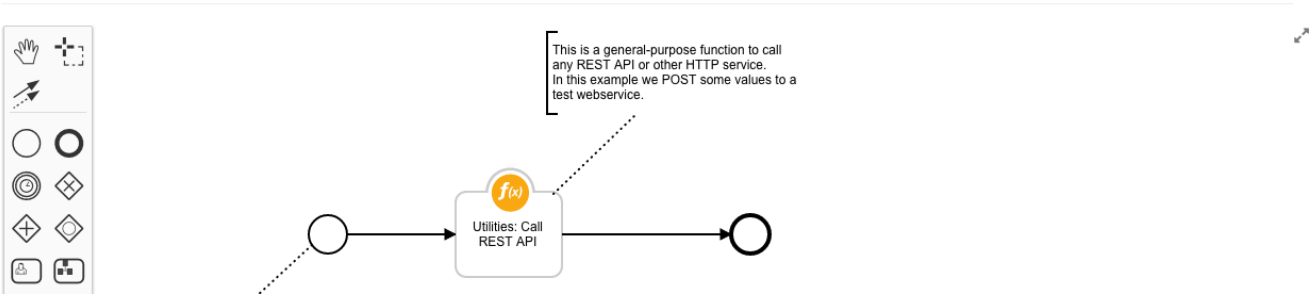 This is a general-purpose function to call
any REST API or other HTTP service.
In this example we POST some values to a
test webservice.
f(x)
Utilities: Call
REST API